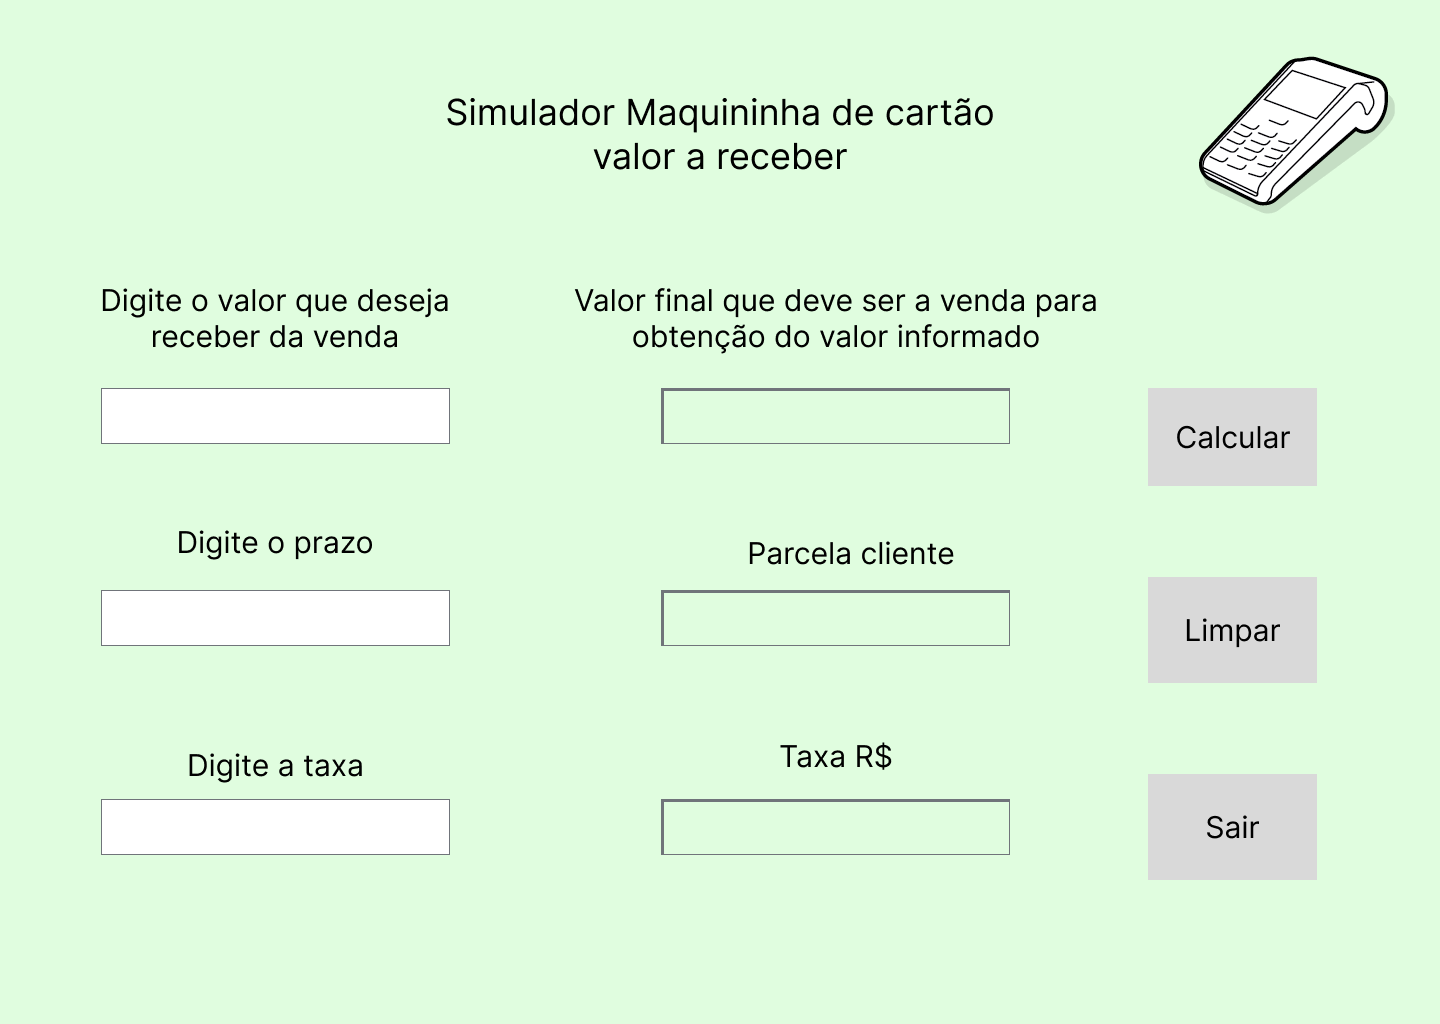 Simulador Maquininha de cartão
valor a receber
Digite o valor que deseja
receber da venda
Valor final que deve ser a venda para
obtenção do valor informado
Calcular
Digite o prazo
Parcela cliente
Limpar
Digite a taxa
Taxa R$
Sair